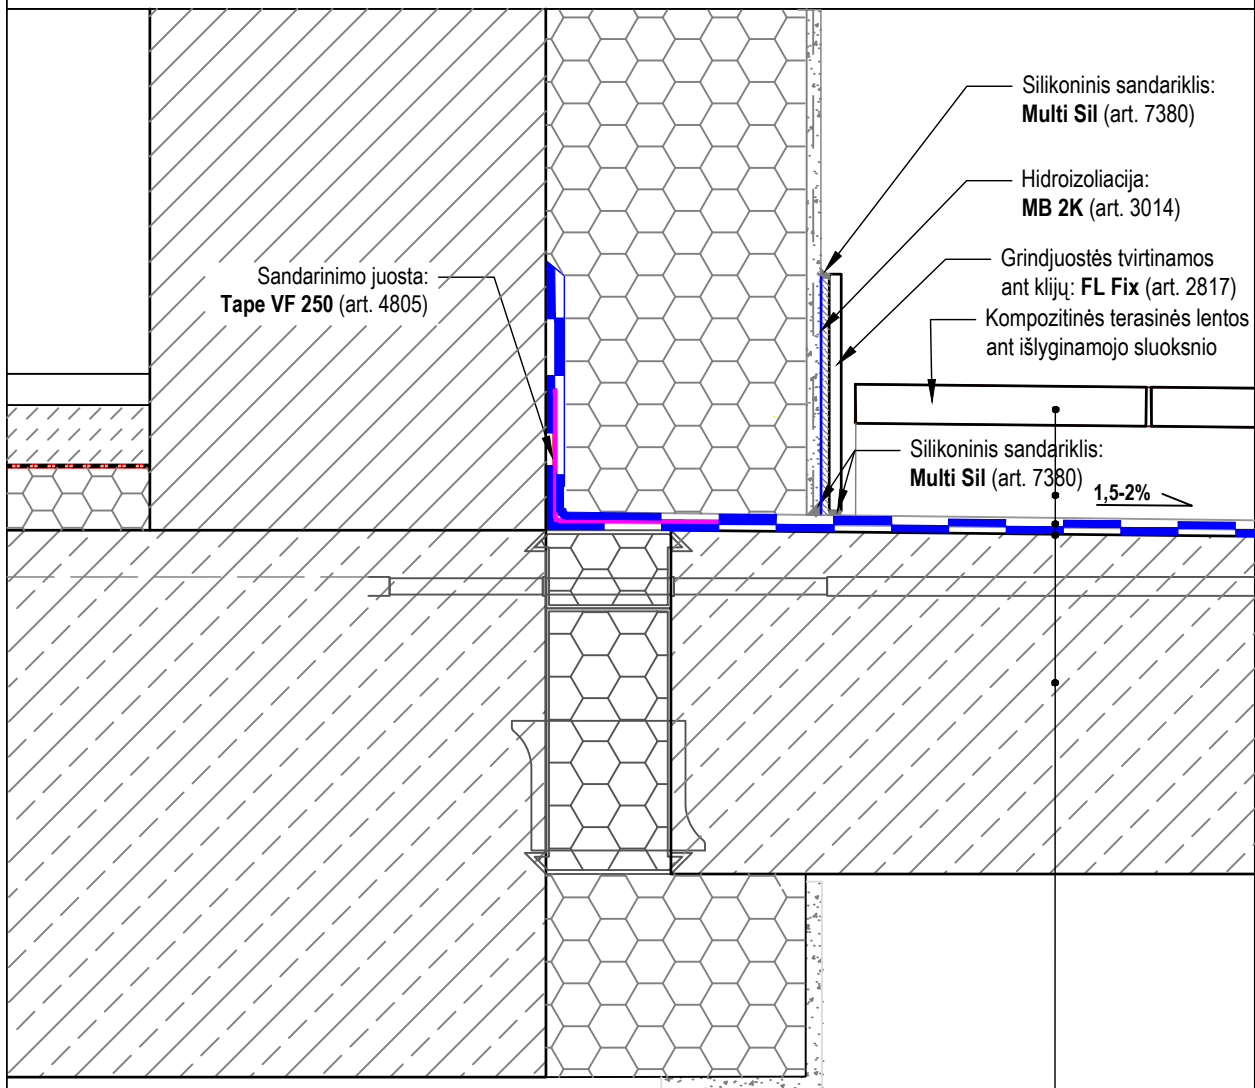 Silikoninis sandariklis:
Multi Sil (art. 7380)
Hidroizoliacija:
MB 2K (art. 3014)
Sandarinimo juosta:
Tape VF 250 (art. 4805)
Grindjuostės tvirtinamos
ant klijų: FL Fix (art. 2817)
Kompozitinės terasinės lentos
ant išlyginamojo sluoksnio
Silikoninis sandariklis:
Multi Sil (art. 7380)
1,5-2%